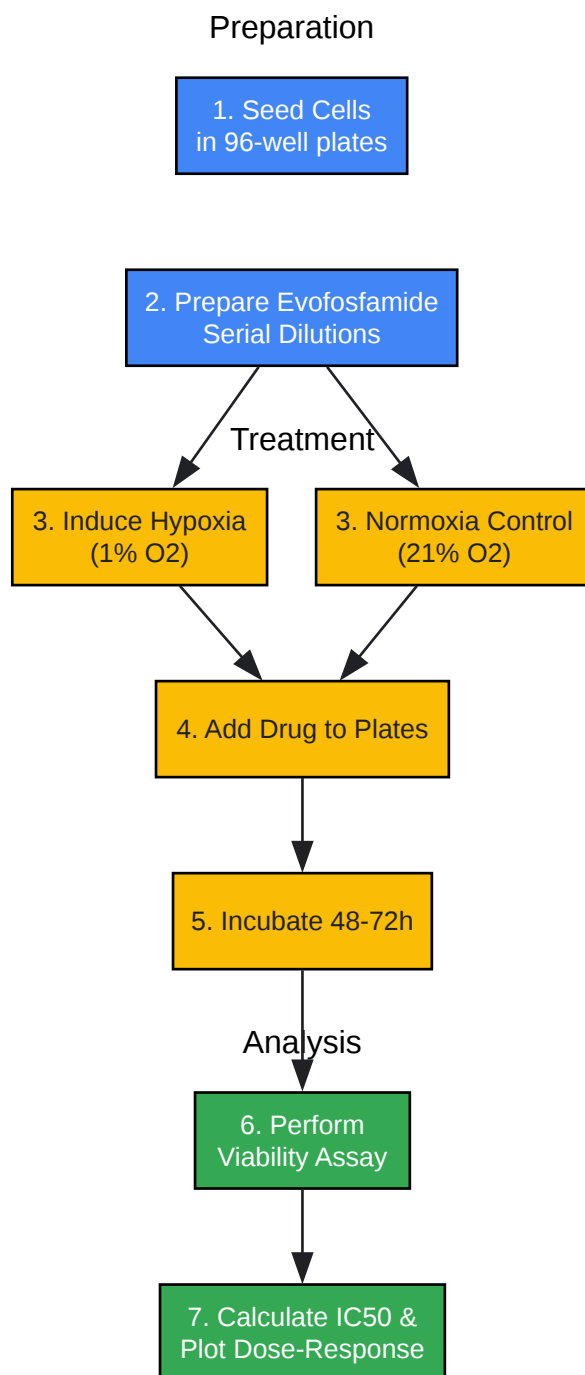 Preparation
1. Seed Cells
in 96-well plates
2. Prepare Evofosfamide
Serial Dilutions
Treatment
3. Induce Hypoxia
(1% O2)
3. Normoxia Control
(21% O2)
4. Add Drug to Plates
5. Incubate 48-72h
Analysis
6. Perform
Viability Assay
7. Calculate IC50 &
Plot Dose-Response